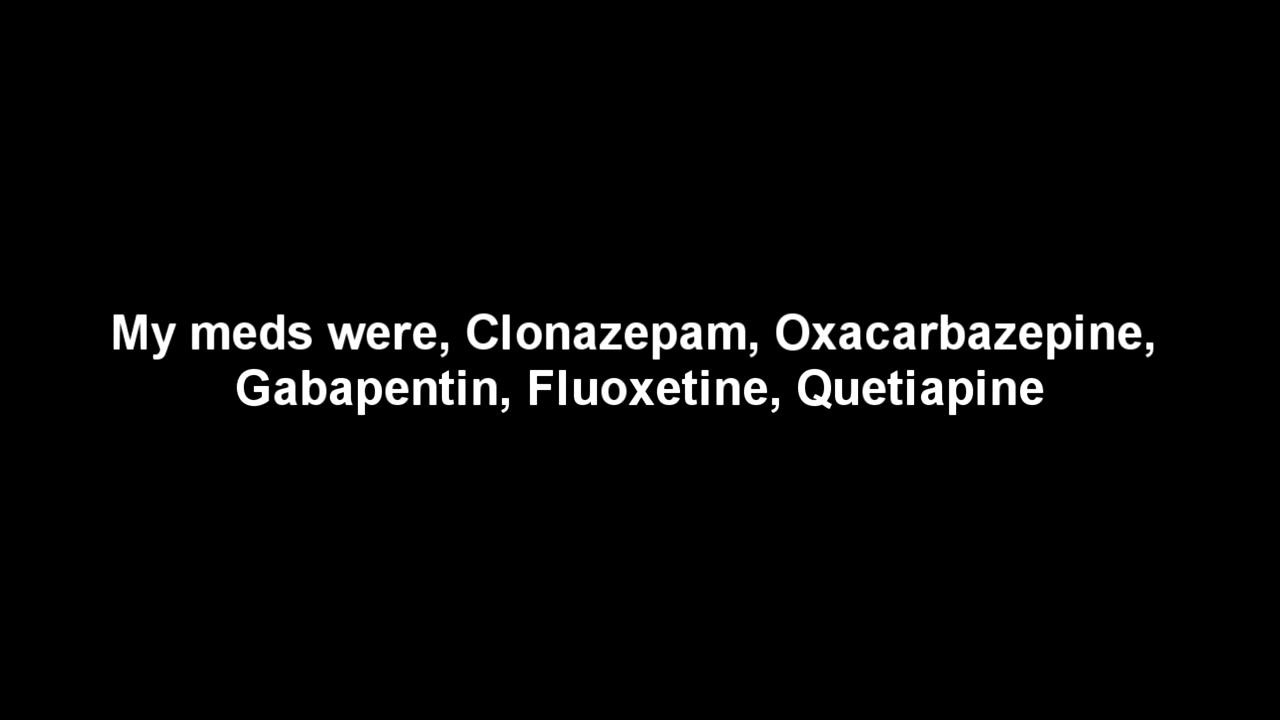 My meds were, Clonazepam, Oxacarbazepine,
Gabapentin, Fluoxetine, Quetiapine